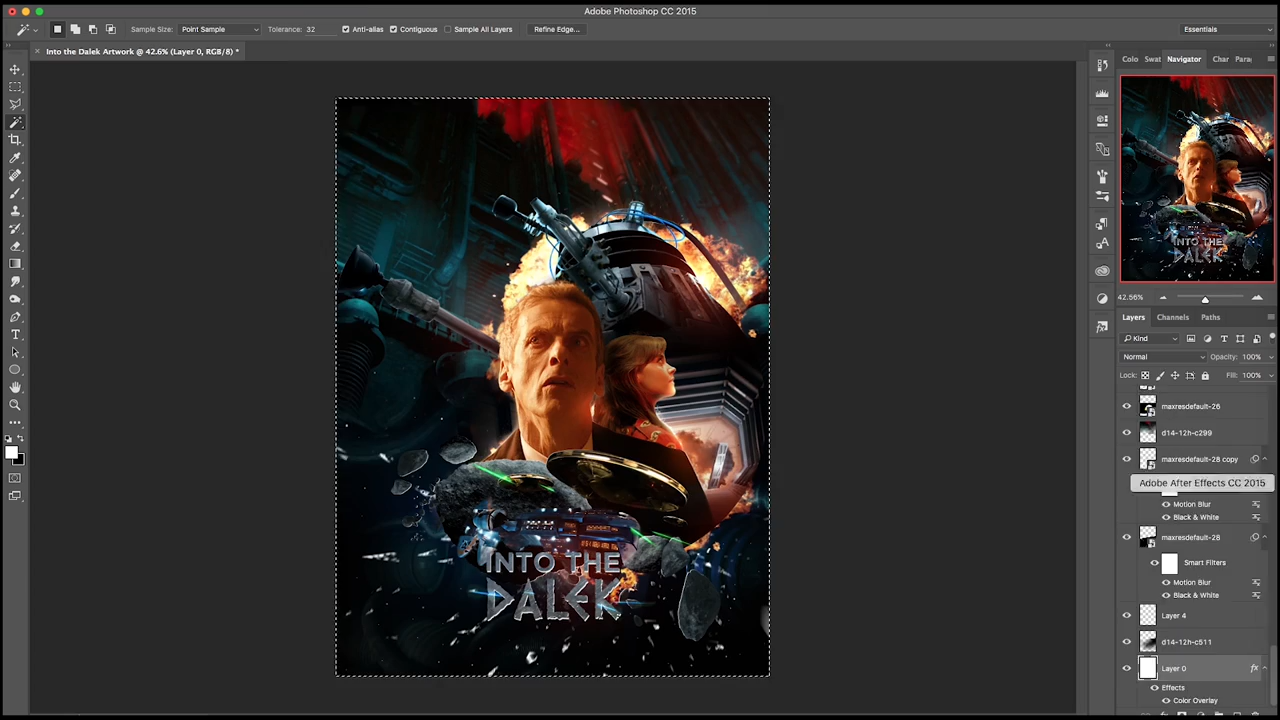 Adobe Photoshop CC 2015
Sample Size: Point Sample Tolerance: 32 Anti-alias Contiguous Sample All Layers Refine Edge... Essentials
Into the Dalek Artwork @ 42.6% (Layer 0, RGB/8) *
Colo Swat Navigator Char Para
42.56%
Layers Channels Paths
Kind
Normal Opacity: 100%
Lock: Fill: 100%
maxresdefault-26
d14-12h-c299
maxresdefault-28 copy
Adobe After Effects CC 2015
Motion Blur
Black & White
maxresdefault-28
Smart Filters
Motion Blur
Black & White
Layer 4
d14-12h-c511
Layer 0 fx
Effects
Color Overlay
INTO THE
DALEK
INTO THE
DALEK